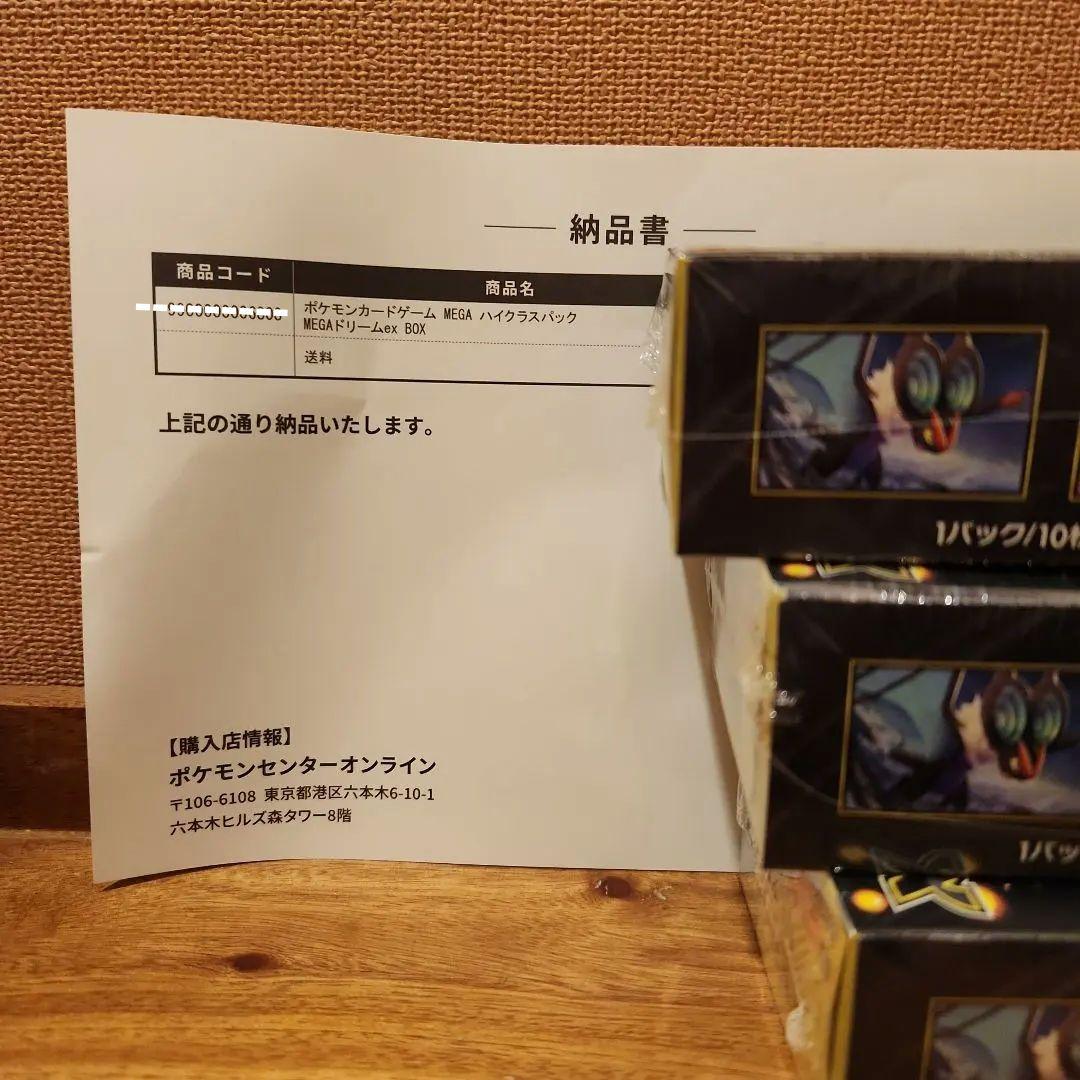 納品書
商品コード
商品名
ポケモンカードゲーム MEGA ハイクラスパック
MEGAドリームex BOX
送料
上記の通り納品いたします。
【購入店情報】
ポケモンセンターオンライン
〒106-6108 東京都港区六本木6-10-1
六本木ヒルズ森タワー8階
1パック/10枚
1パッ